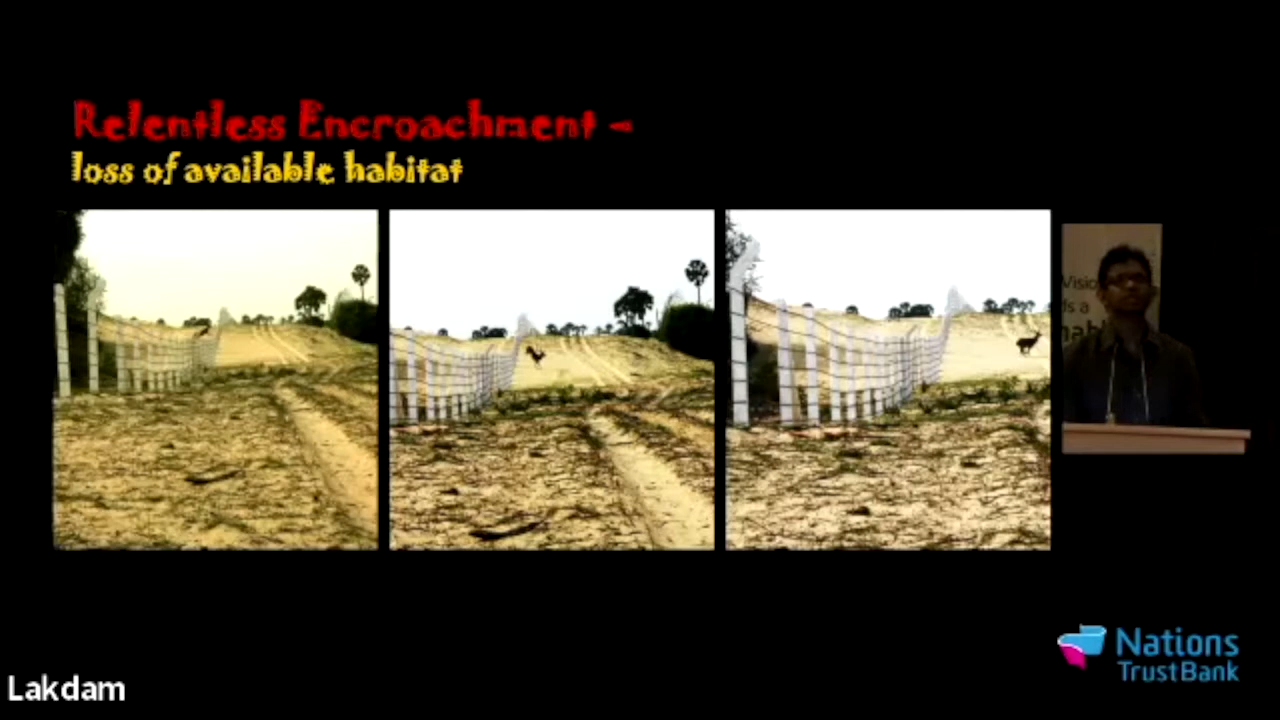 Relentless Encroachment –
loss of available habitat
Nations
TrustBank
Lakdam